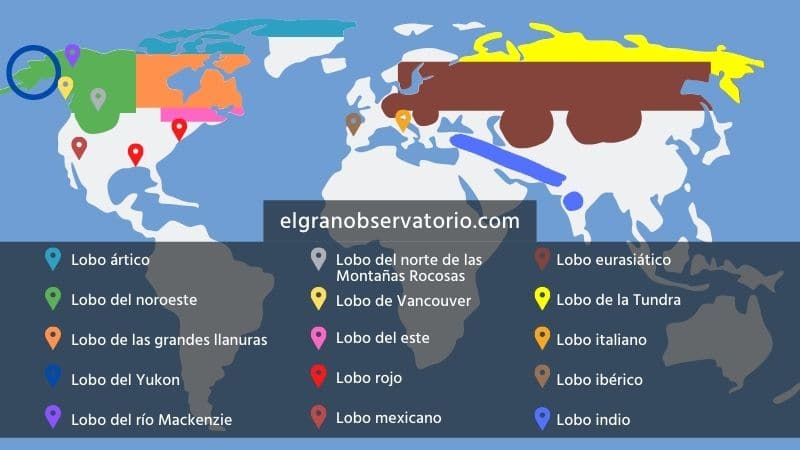 elgranobservatorio.com
Lobo ártico
Lobo del noroeste
Lobo de las grandes llanuras
Lobo del Yukon
Lobo del río Mackenzie
Lobo del norte de las
Montañas Rocosas
Lobo de Vancouver
Lobo del este
Lobo rojo
Lobo mexicano
Lobo eurasiático
Lobo de la Tundra
Lobo italiano
Lobo ibérico
Lobo indio